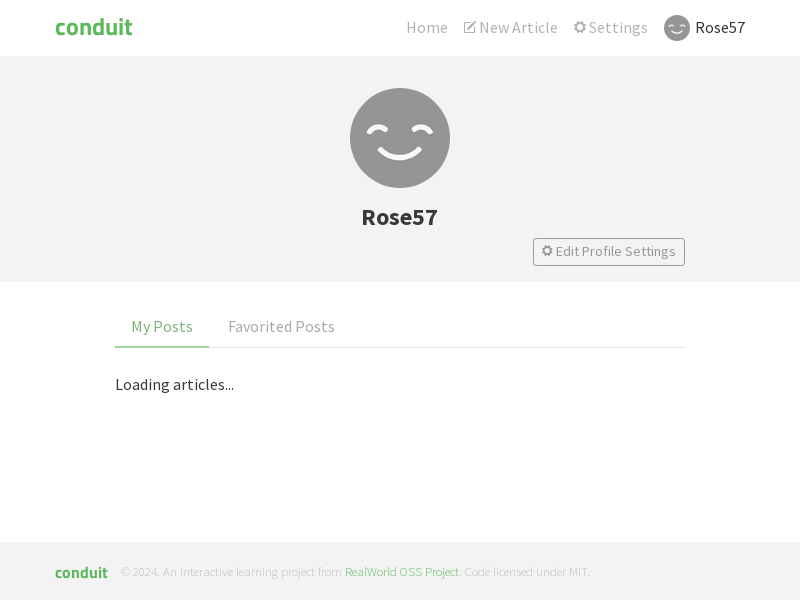 conduit
Home
New Article
Settings
Rose57
Rose57
Edit Profile Settings
My Posts
Favorited Posts
Loading articles...
conduit
© 2024. An interactive learning project from RealWorld OSS Project. Code licensed under MIT.